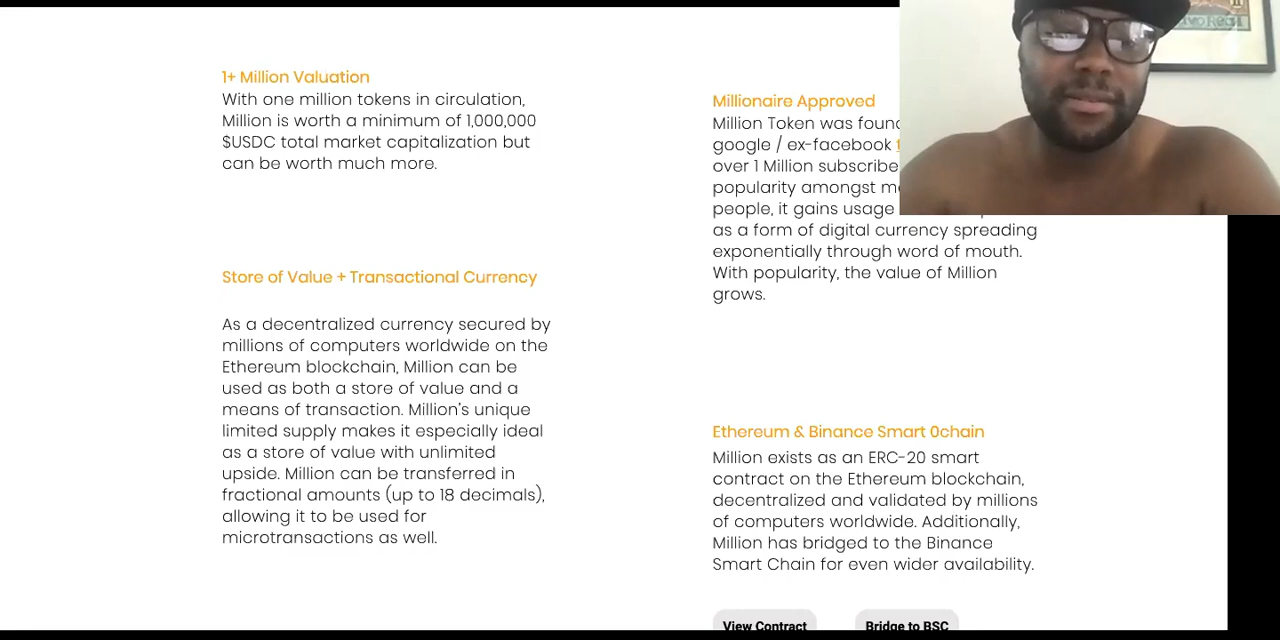 1+ Million Valuation
With one million tokens in circulation,
Million is worth a minimum of 1,000,000
$USDC total market capitalization but
can be worth much more.
Store of Value + Transactional Currency
As a decentralized currency secured by
millions of computers worldwide on the
Ethereum blockchain, Million can be
used as both a store of value and a
means of transaction. Million's unique
limited supply makes it especially ideal
as a store of value with unlimited
upside. Million can be transferred in
fractional amounts (up to 18 decimals),
allowing it to be used for
microtransactions as well.
Millionaire Approved
Million Token was
google / ex-facebook
over 1 Million
popularity amongst
people, it gains usage
as a form of digital currency spreading
exponentially through word of mouth.
With popularity, the value of Million
grows.
Ethereum & Binance Smart 0chain
Million exists as an ERC-20 smart
contract on the Ethereum blockchain,
decentralized and validated by millions
of computers worldwide. Additionally,
Million has bridged to the Binance
Smart Chain for even wider availability.
View Contract
Bridge to BSC